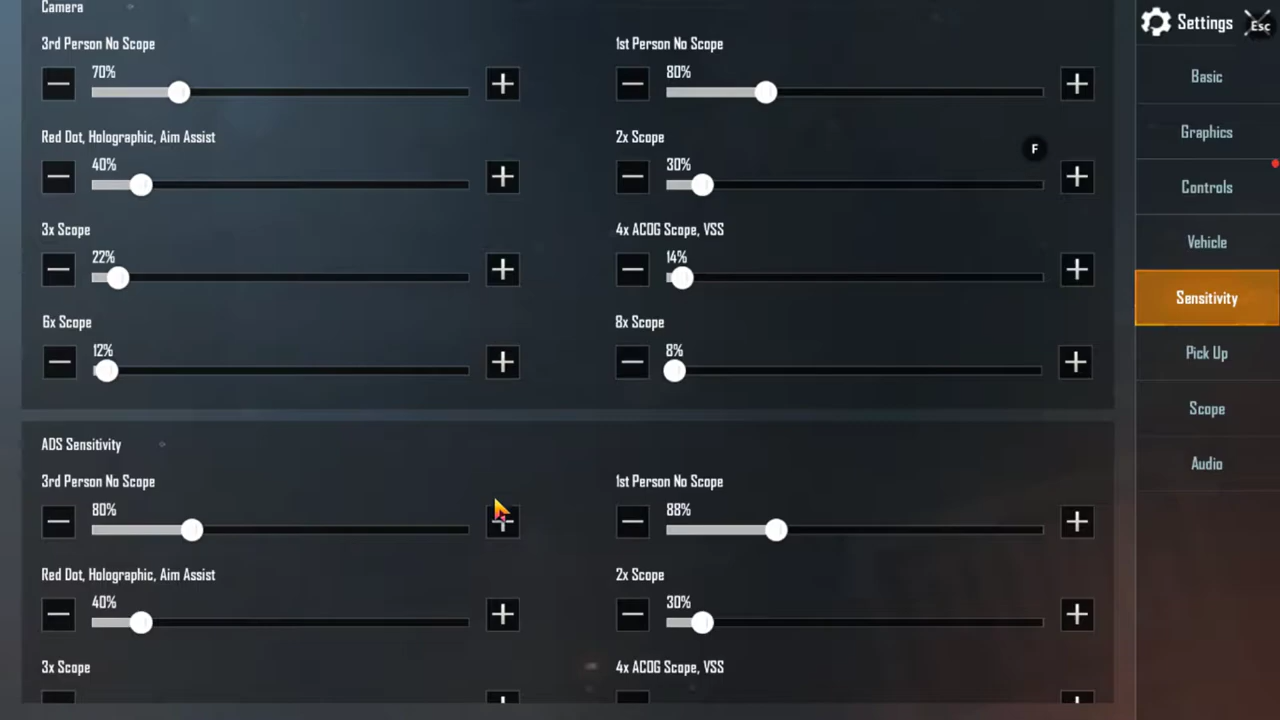 Camera
3rd Person No Scope
1st Person No Scope
70%
80%
Red Dot, Holographic, Aim Assist
2x Scope
40%
30%
F
3x Scope
4x ACOG Scope, VSS
22%
14%
6x Scope
8x Scope
12%
8%
ADS Sensitivity
3rd Person No Scope
1st Person No Scope
80%
88%
Red Dot, Holographic, Aim Assist
2x Scope
40%
30%
3x Scope
4x ACOG Scope, VSS
Settings
Esc
Basic
Graphics
Controls
Vehicle
Sensitivity
Pick Up
Scope
Audio